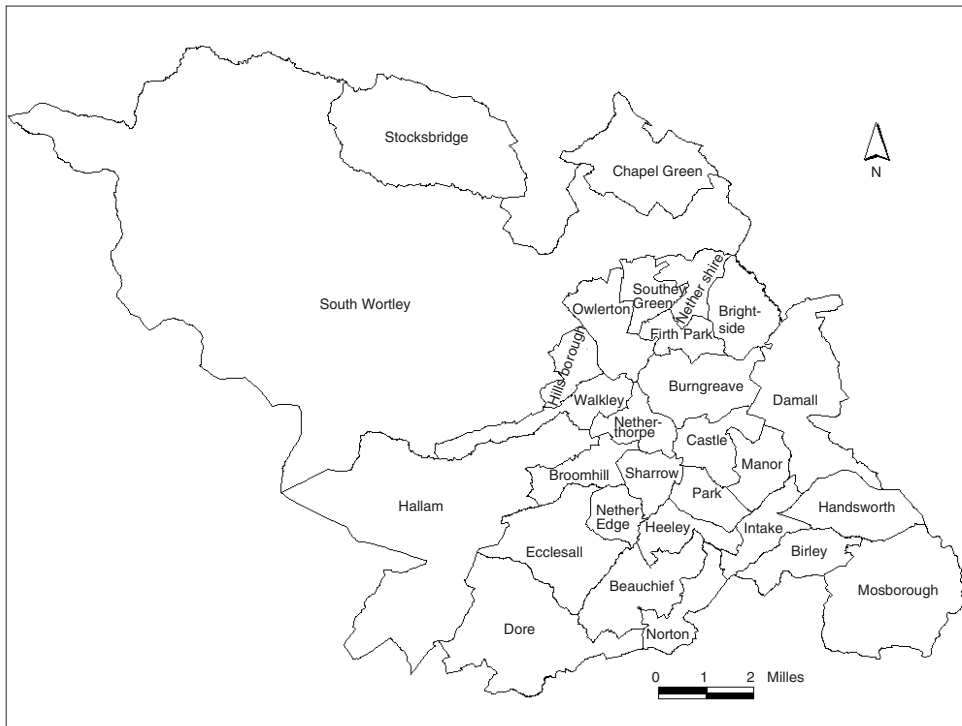 Stocksbridge
Chapel Green
N
South Wortley
Southey
Green
Nether shire
Owlerton
Bright-
side
Firth Park
Hills borough
Burngreave
Walkley
Damall
Nether-
thorpe
Castle
Manor
Broomhill
Sharrow
Park
Hallam
Handsworth
Nether
Edge
Heeley
Intake
Ecclesall
Birley
Beauchief
Mosborough
Dore
Norton
0 1 2 Milles